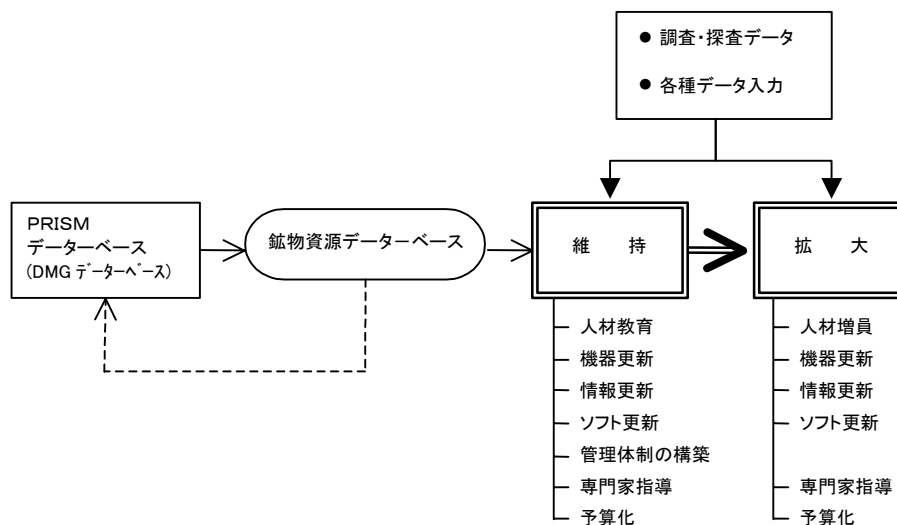 ● 調査・探査データ
● 各種データ入力
PRISM
データーベース
(DMG データーベース)
鉱物資源データーベース
維 持
拡 大
人材教育
機器更新
情報更新
ソフト更新
管理体制の構築
専門家指導
予算化
人材増員
機器更新
情報更新
ソフト更新
専門家指導
予算化